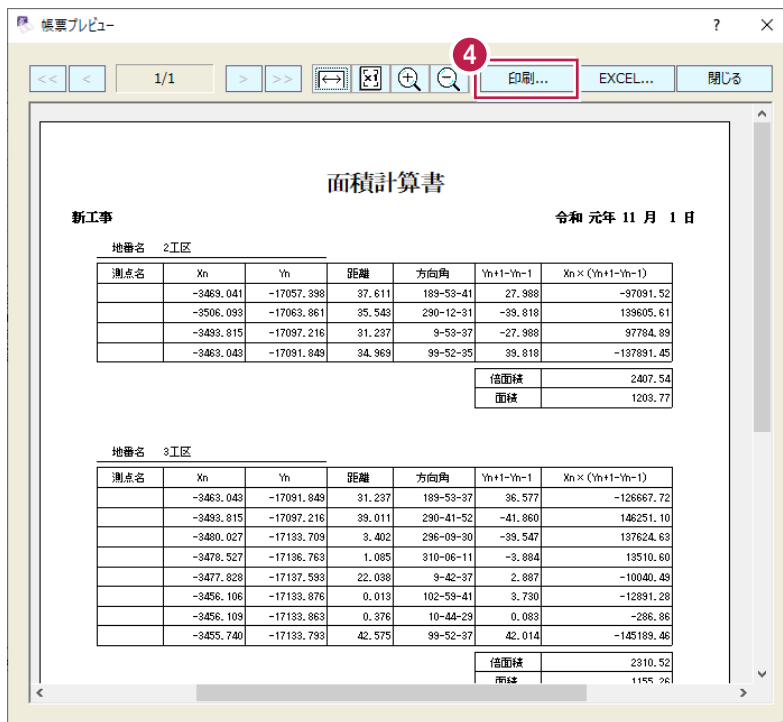 帳票プレビュー ? ×
4
<< < 1/1 > >> 印刷... EXCEL... 閉じる
面積計算書
新工事 令和 元年 11 月 1 日
地番名 2工区
測点名 Xn Yn 距離 方向角 Yn+1-Yn-1 Xn×(Yn+1-Yn-1)
-3469.041 -17057.398 37.611 189-53-41 27.988 -97091.52
-3506.093 -17063.861 35.543 290-12-31 -39.818 139605.61
-3493.815 -17097.216 31.237 9-53-37 -27.988 97784.89
-3463.043 -17091.849 34.969 99-52-35 39.818 -137891.45
倍面積 2407.54
面積 1203.77
地番名 3工区
測点名 Xn Yn 距離 方向角 Yn+1-Yn-1 Xn×(Yn+1-Yn-1)
-3463.043 -17091.849 31.237 189-53-37 36.577 -126667.72
-3493.815 -17097.216 39.011 290-41-52 -41.860 146251.10
-3480.027 -17133.709 3.402 296-09-30 -39.547 137624.63
-3478.527 -17136.763 1.085 310-06-11 -3.884 13510.60
-3477.828 -17137.593 22.038 9-42-37 2.887 -10040.49
-3456.106 -17133.876 0.013 102-59-41 3.730 -12891.28
-3456.109 -17133.863 0.376 10-44-29 0.083 -286.86
-3455.740 -17133.793 42.575 99-52-37 42.014 -145189.46
倍面積 2310.52
面積 1155.26